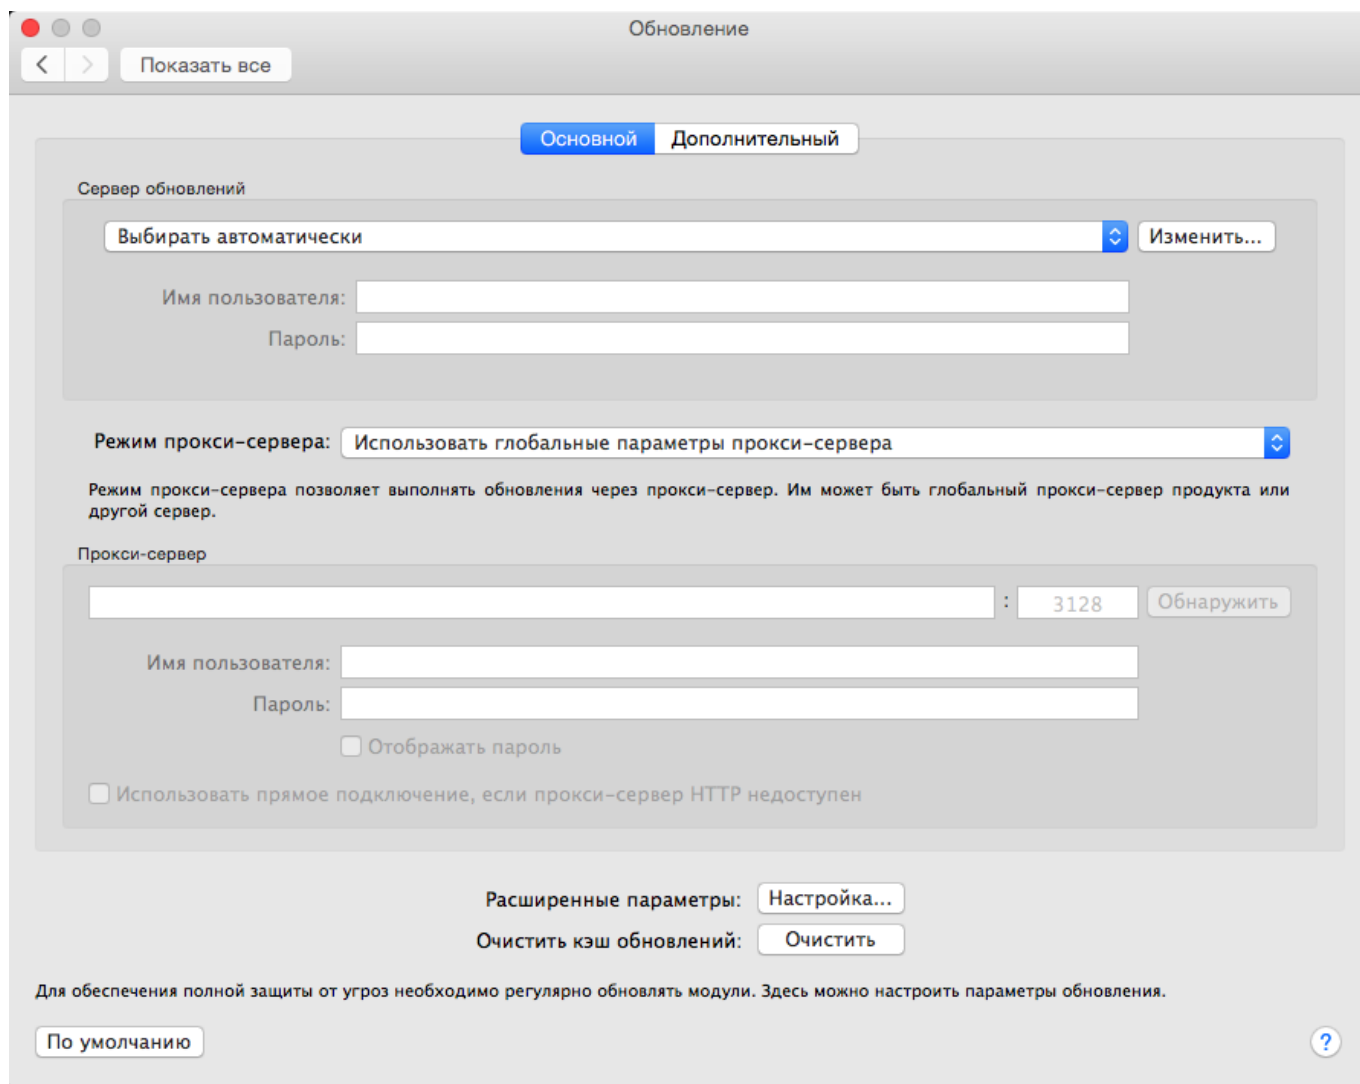 Обновление
Показать все
Основной Дополнительный
Сервер обновлений
Выбирать автоматически Изменить...
Имя пользователя:
Пароль:
Режим прокси-сервера: Использовать глобальные параметры прокси-сервера
Режим прокси-сервера позволяет выполнять обновления через прокси-сервер. Им может быть глобальный прокси-сервер продукта или
другой сервер.
Прокси-сервер
: 3128 Обнаружить
Имя пользователя:
Пароль:
Отображать пароль
Использовать прямое подключение, если прокси-сервер HTTP недоступен
Расширенные параметры: Настройка...
Очистить кэш обновлений: Очистить
Для обеспечения полной защиты от угроз необходимо регулярно обновлять модули. Здесь можно настроить параметры обновления.
По умолчанию ?